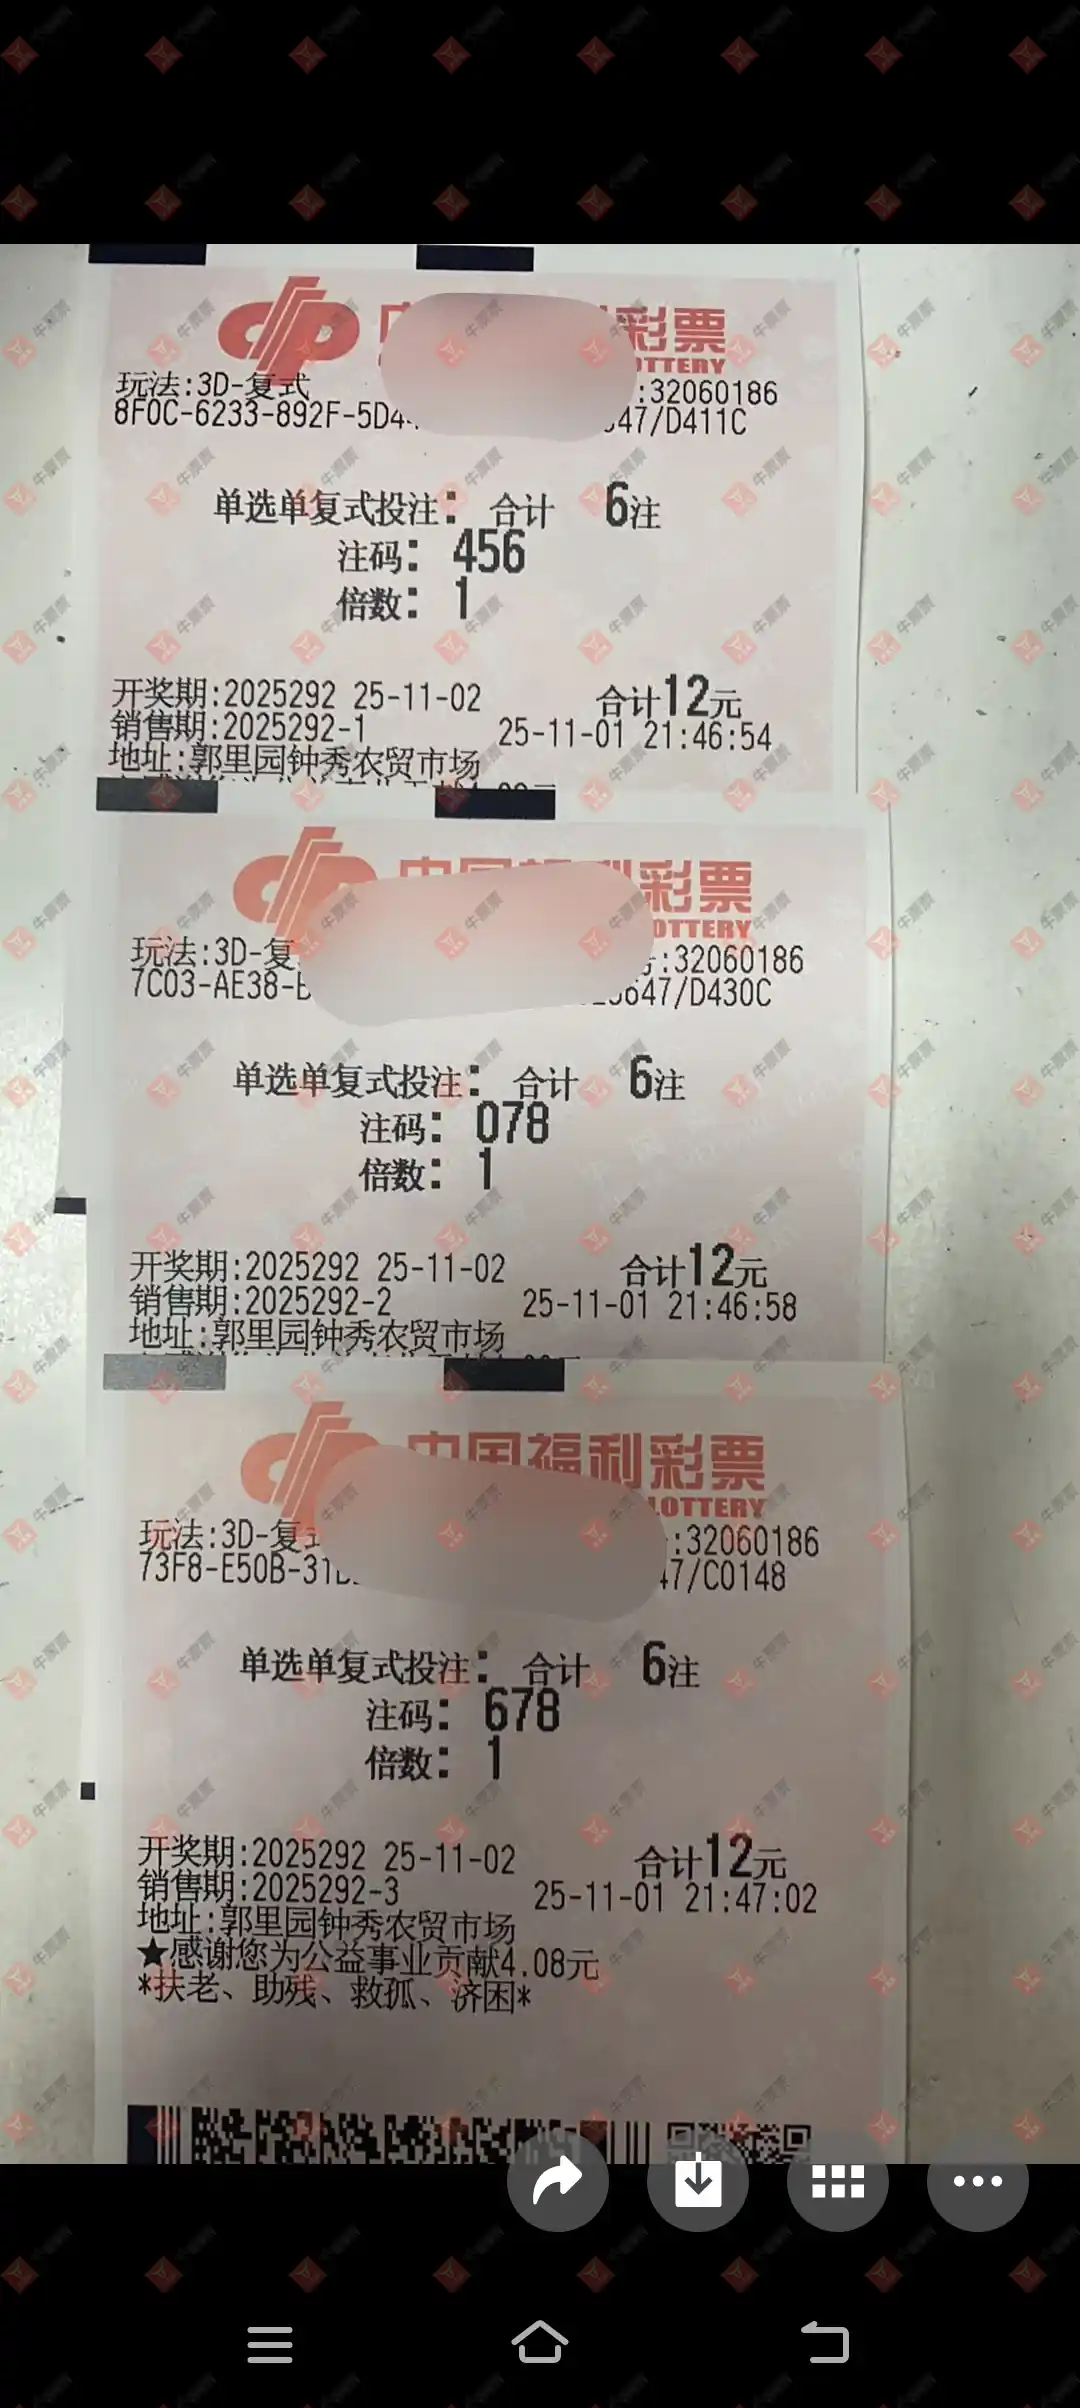 彩票
OTTERY
玩法:3D-复式 :32060186
8F0C-6233-892F-5D4 47/D411C
单选单复式投注: 合计 6注
注码: 456
倍数: 1
开奖期:2025292 25-11-02 合计12元
销售期:2025292-1 25-11-01 21:46:54
地址:郭里园钟秀农贸市场
中国福利彩票
OTTERY
玩法:3D-复 :32060186
7C03-AE38- 647/D430C
单选单复式投注: 合计 6注
注码: 078
倍数: 1
开奖期:2025292 25-11-02 合计12元
销售期:2025292-2 25-11-01 21:46:58
地址:郭里园钟秀农贸市场
中国福利彩票
LOTTERY
玩法:3D-复 :32060186
73F8-E50B-31 47/C0148
单选单复式投注: 合计 6注
注码: 678
倍数: 1
开奖期:2025292 25-11-02 合计12元
销售期:2025292-3 25-11-01 21:47:02
地址:郭里园钟秀农贸市场
★感谢您为公益事业贡献4.08元
*扶老、助残、救孤、济困*
牛票票